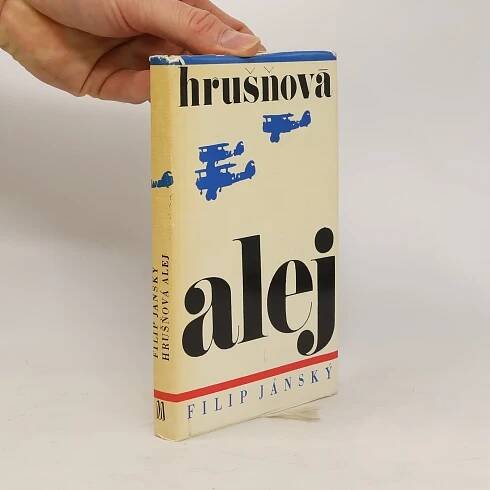 hrušňová
alej
FILIP JÁNSKÝ
FILIP JÁNSKÝ
HRUŠŇOVÁ ALEJ